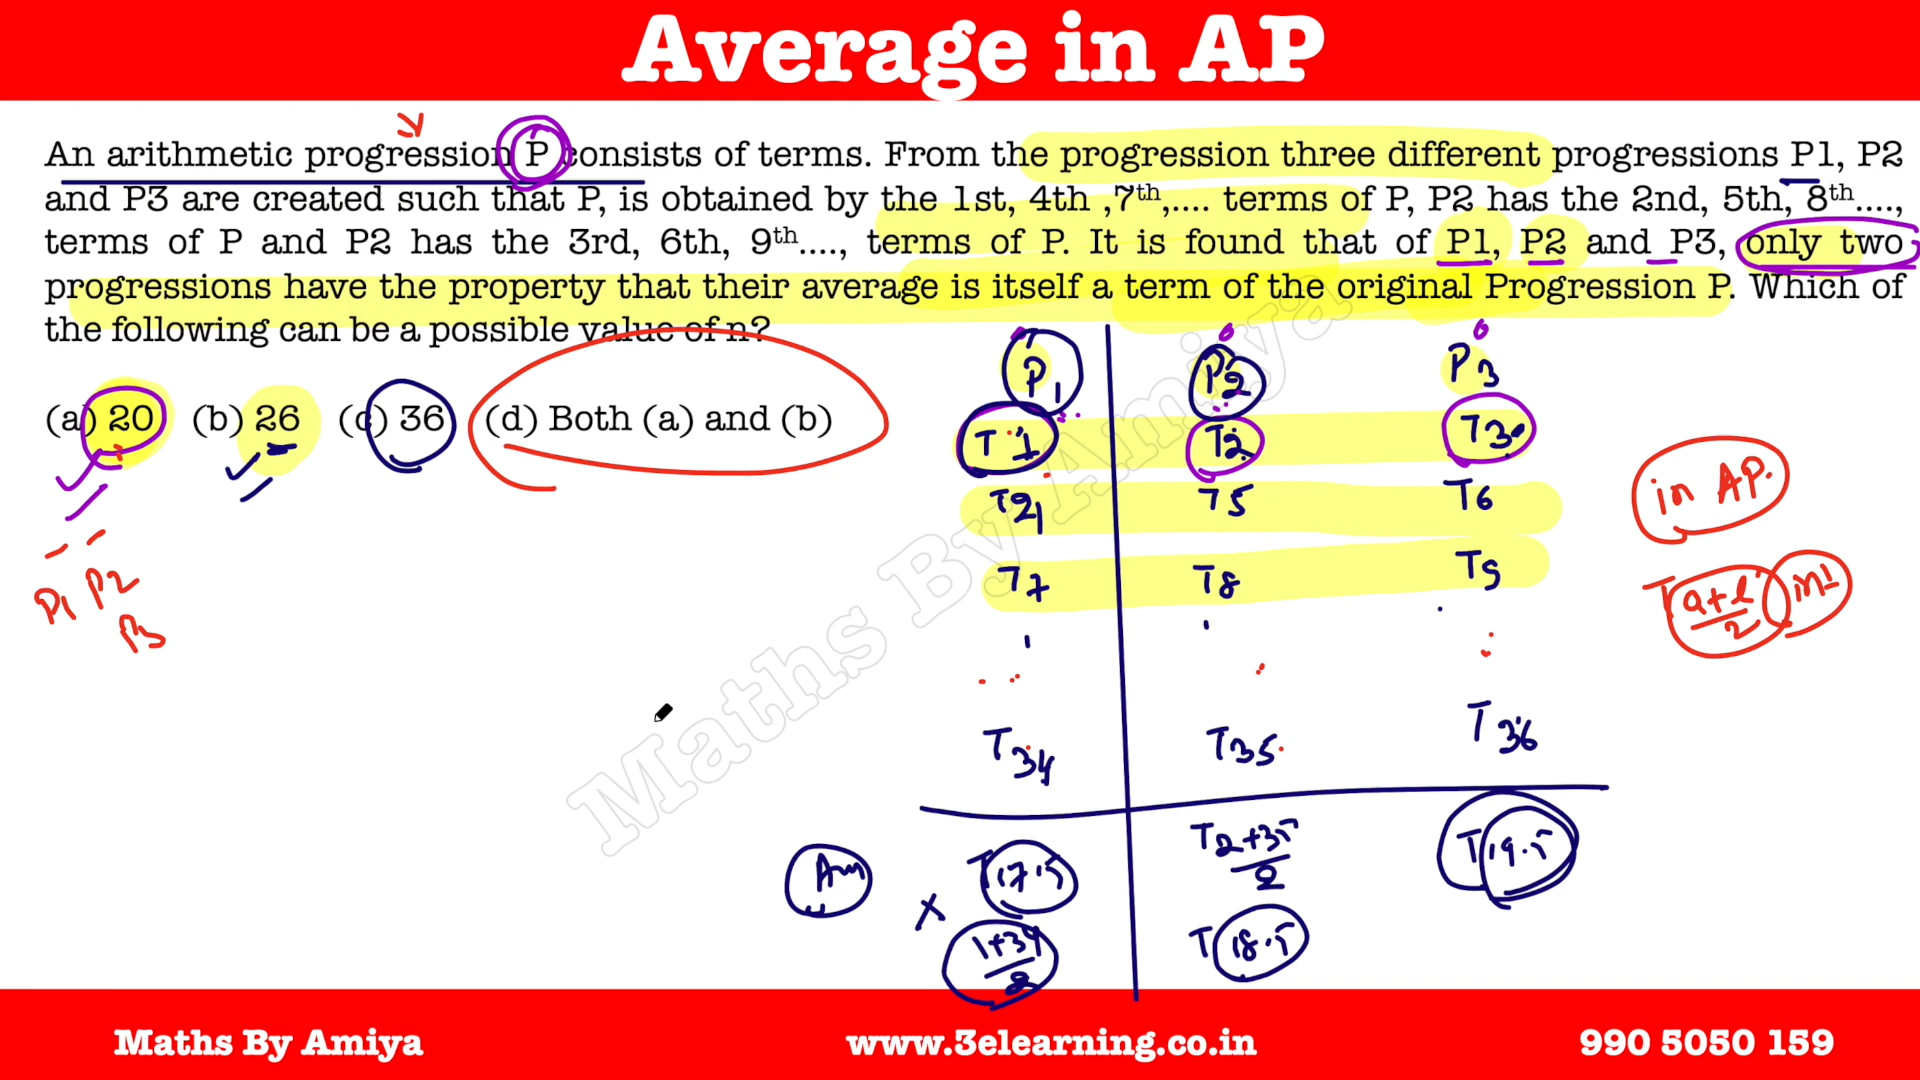 Average in AP
An arithmetic progression P consists of terms. From the progression three different progressions P1, P2
and P3 are created such that P, is obtained by the 1st, 4th ,7th,.... terms of P, P2 has the 2nd, 5th, 8th....,
terms of P and P2 has the 3rd, 6th, 9th...., terms of P. It is found that of P1, P2 and P3, only two
progressions have the property that their average is itself a term of the original Progression P. Which of
the following can be a possible value of n?
(a) 20 (b) 26 (c) 36 (d) Both (a) and (b)
P1 P2 P3
T1 T2 T3
T5 T6
T7 T8 T9
T34 T35 T36
in AP.
T a+l/2
P1 P2
P3
Am T17.5 T2+35/2 T19.5
x 1+34/2 T18.5
Maths By Amiya
Maths By Amiya www.3elearning.co.in 990 5050 159